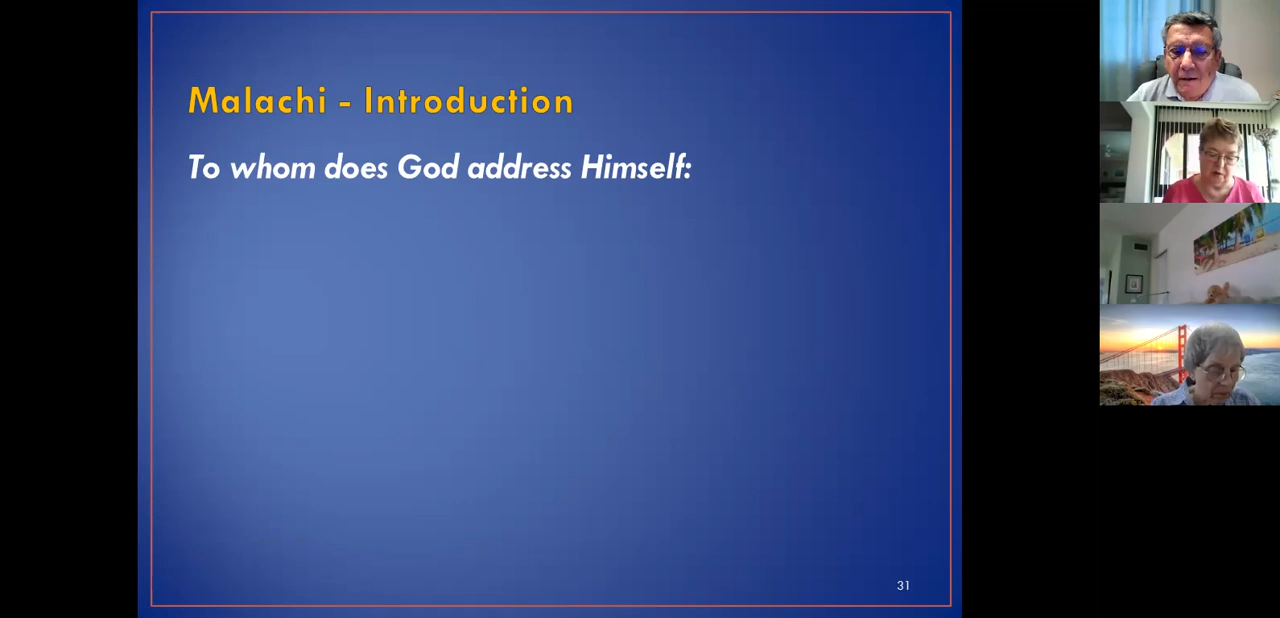 Malachi - Introduction
To whom does God address Himself:
31